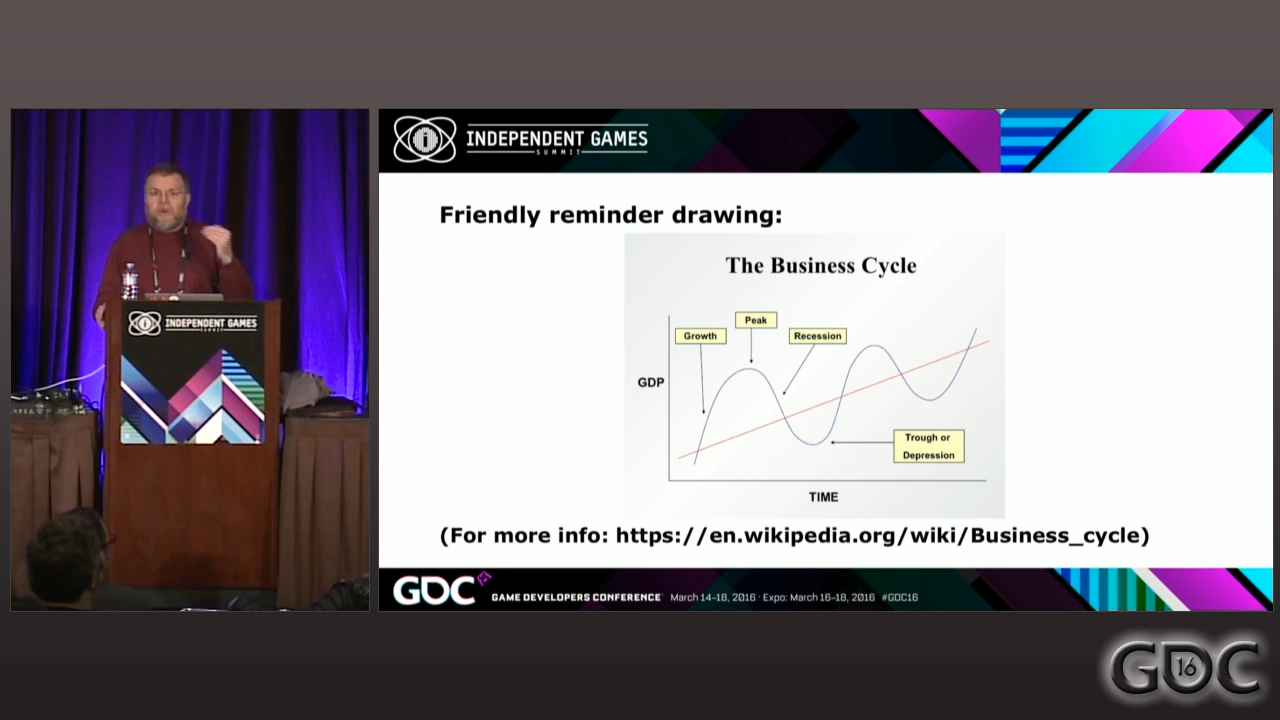 INDEPENDENT GAMES
SUMMIT
Friendly reminder drawing:
The Business Cycle
Peak
Growth
Recession
GDP
Trough or
Depression
TIME
(For more info: https://en.wikipedia.org/wiki/Business_cycle)
GDC
GAME DEVELOPERS CONFERENCE March 14–18, 2016 · Expo: March 16–18, 2016 #GDC16
INDEPENDENT GAMES
SUMMIT
GDC
16